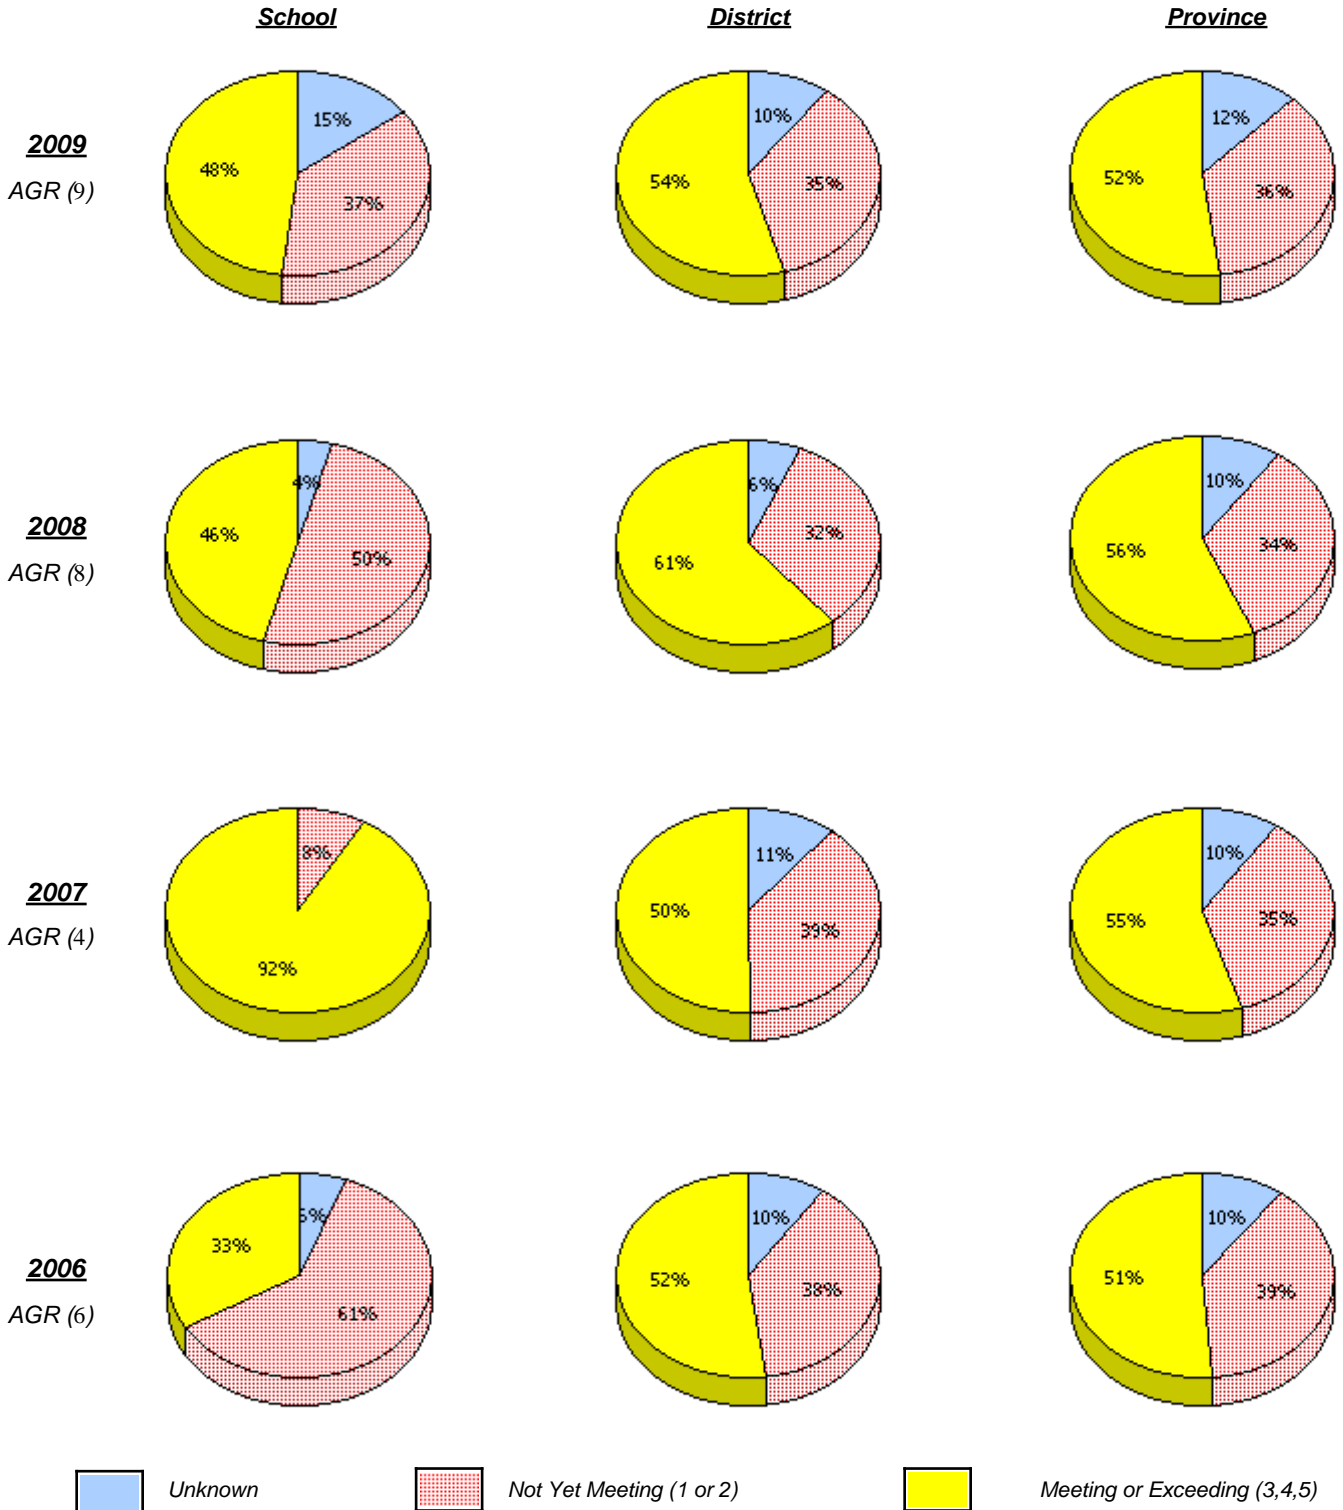 School District Province
15% 10% 12%
2009
48% 54% 52%
AGR (9)
37% 35% 36%
4% 6% 10%
2008
46% 61% 56%
AGR (8)
50% 32% 34%
8% 11% 10%
2007
92% 50% 55%
AGR (4)
39% 35%
10% 10%
2006
33% 52% 51%
AGR (6)
61% 38% 39%
Unknown Not Yet Meeting (1 or 2) Meeting or Exceeding (3,4,5)